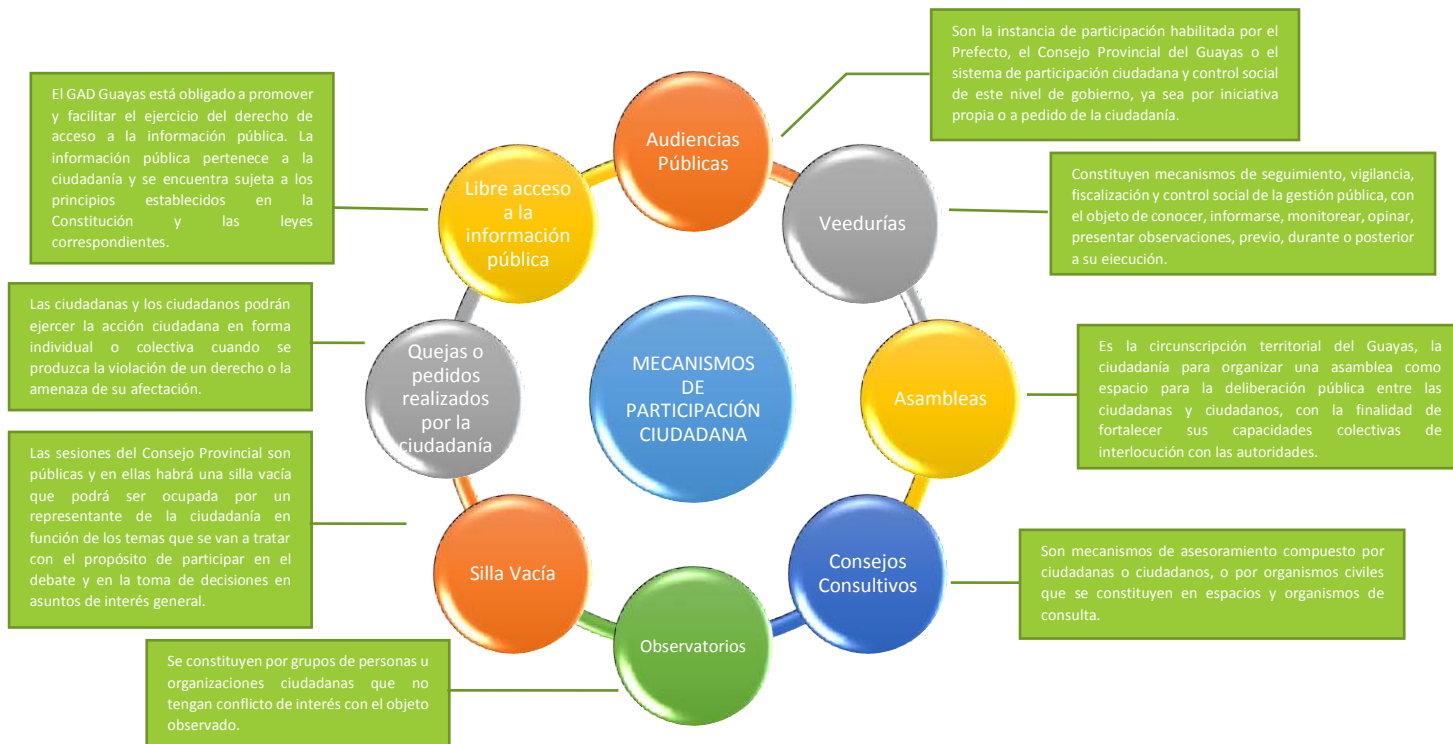 Son la instancia de participación habilitada por el
Prefecto, el Consejo Provincial del Guayas o el
sistema de participación ciudadana y control social
de este nivel de gobierno, ya sea por iniciativa
propia o a pedido de la ciudadanía.
Audiencias
Públicas
El GAD Guayas está obligado a promover
y facilitar el ejercicio del derecho de
acceso a la información pública. La
información pública pertenece a la
ciudadanía y se encuentra sujeta a los
principios establecidos en la
Constitución y las leyes
correspondientes.
Libre acceso
a la
información
pública
Veedurías
Constituyen mecanismos de seguimiento, vigilancia,
fiscalización y control social de la gestión pública, con
el objeto de conocer, informarse, monitorear, opinar,
presentar observaciones, previo, durante o posterior
a su ejecución.
Las ciudadanas y los ciudadanos podrán
ejercer la acción ciudadana en forma
individual o colectiva cuando se
produzca la violación de un derecho o la
amenaza de su afectación.
Quejas o
pedidos
realizados
por la
ciudadanía
MECANISMOS
DE
PARTICIPACIÓN
CIUDADANA
Asambleas
Es la circunscripción territorial del Guayas, la
ciudadanía para organizar una asamblea como
espacio para la deliberación pública entre las
ciudadanas y ciudadanos, con la finalidad de
fortalecer sus capacidades colectivas de
interlocución con las autoridades.
Las sesiones del Consejo Provincial son
públicas y en ellas habrá una silla vacía
que podrá ser ocupada por un
representante de la ciudadanía en
función de los temas que se van a tratar
con el propósito de participar en el
debate y en la toma de decisiones en
asuntos de interés general.
Silla Vacía
Consejos
Consultivos
Son mecanismos de asesoramiento compuesto por
ciudadanas o ciudadanos, o por organismos civiles
que se constituyen en espacios y organismos de
consulta.
Observatorios
Se constituyen por grupos de personas u
organizaciones ciudadanas que no
tengan conflicto de interés con el objeto
observado.